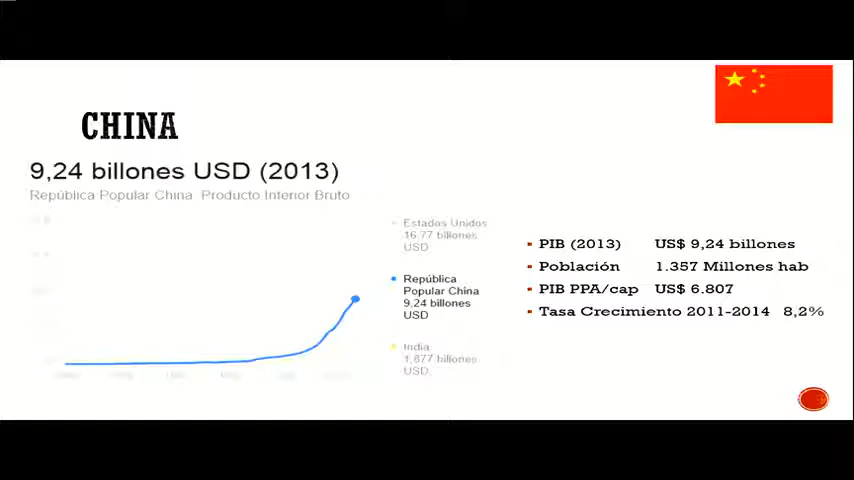 CHINA
9,24 billones USD (2013)
República Popular China Producto Interior Bruto
Estados Unidos
16,77 billones
USD
República
Popular China
9,24 billones
USD
India
1,877 billones
USD
PIB (2013) US$ 9,24 billones
Población 1.357 Millones hab
PIB PPA/cap US$ 6.807
Tasa Crecimiento 2011-2014 8,2%